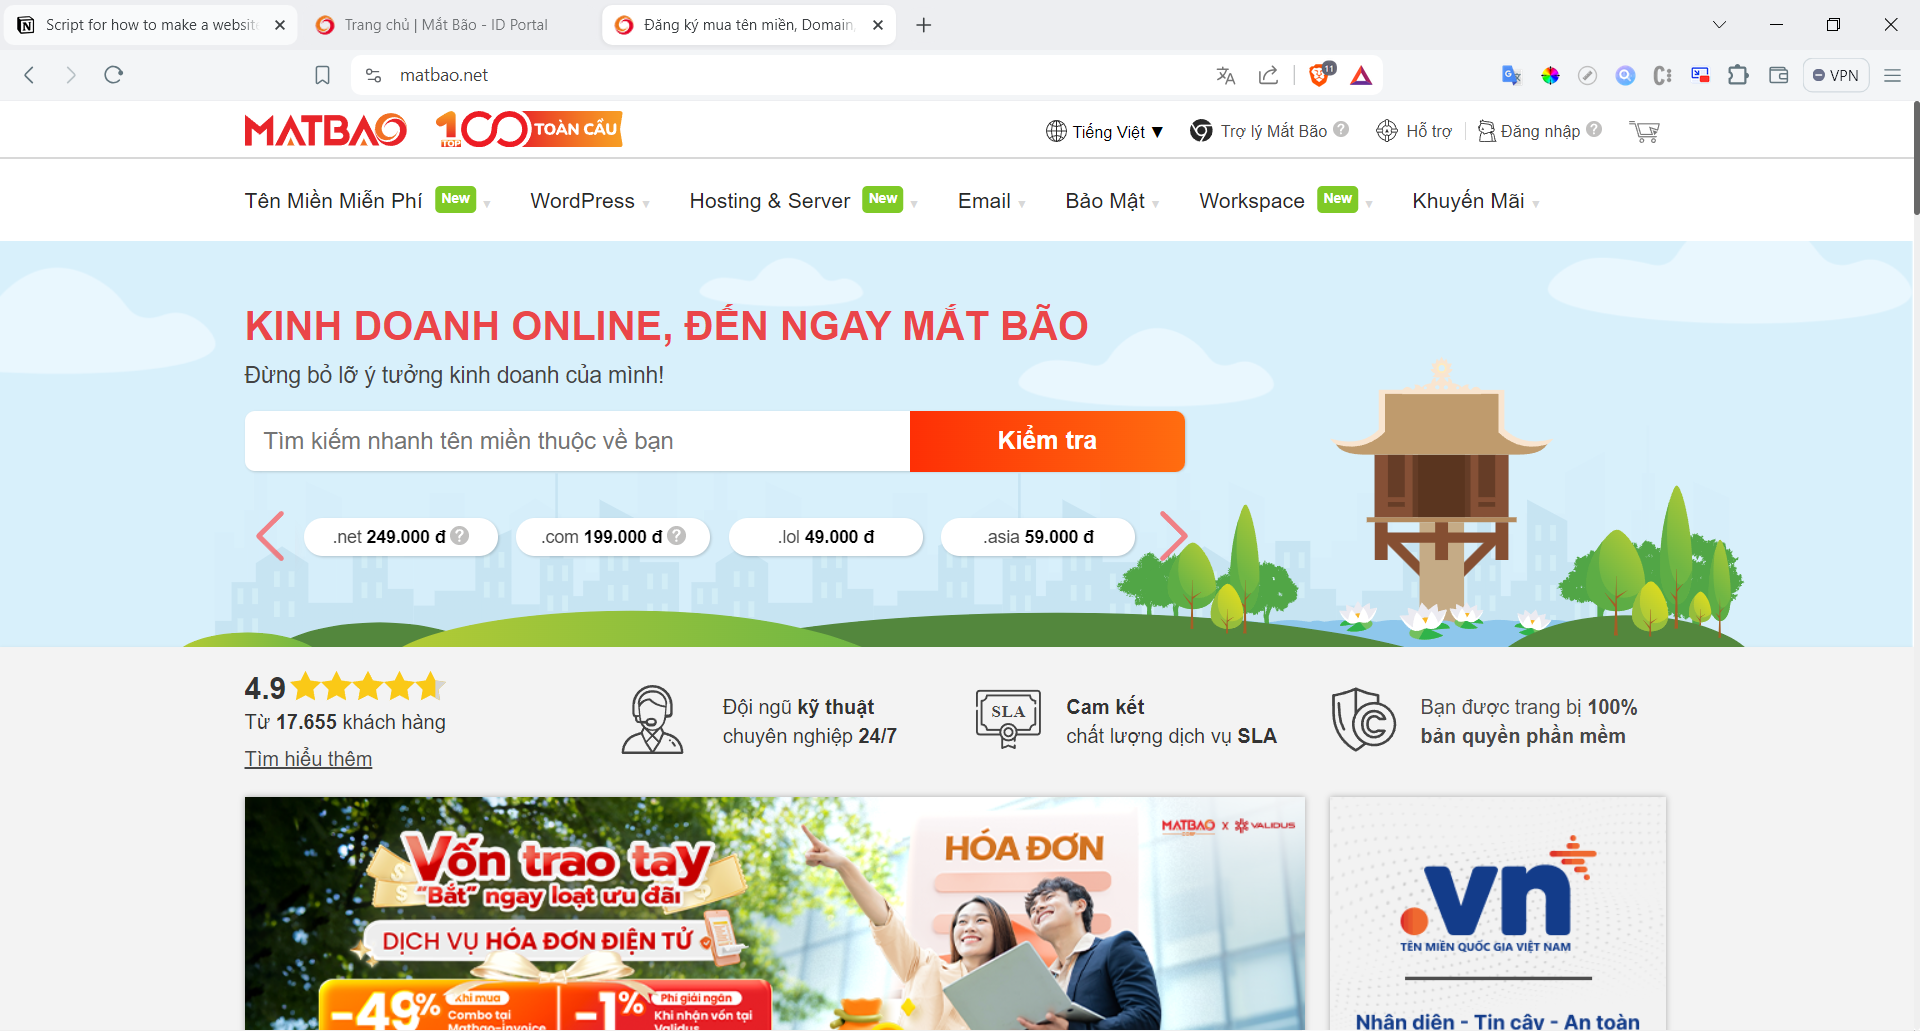 Script for how to make a website
Trang chủ | Mắt Bão - ID Portal
Đăng ký mua tên miền, Domain,
matbao.net
11
VPN
MATBAO
TOP 100 TOÀN CẦU
Tiếng Việt ▼
Trợ lý Mắt Bão ?
Hỗ trợ
Đăng nhập ?
Tên Miền Miễn Phí New
WordPress
Hosting & Server New
Email
Bảo Mật
Workspace New
Khuyến Mãi
KINH DOANH ONLINE, ĐẾN NGAY MẮT BÃO
Đừng bỏ lỡ ý tưởng kinh doanh của mình!
Tìm kiếm nhanh tên miền thuộc về bạn
Kiểm tra
.net 249.000 đ ?
.com 199.000 đ ?
.lol 49.000 đ
.asia 59.000 đ
4.9
Từ 17.655 khách hàng
Tìm hiểu thêm
Đội ngũ kỹ thuật
chuyên nghiệp 24/7
SLA
Cam kết
chất lượng dịch vụ SLA
Bạn được trang bị 100%
bản quyền phần mềm
Vốn trao tay
"Bắt" ngay loạt ưu đãi
DỊCH VỤ HÓA ĐƠN ĐIỆN TỬ
-49%
Khi mua
Combo tại
Matbao-invoice
-1%
Phí giải ngân
Khi nhận vốn tại
Validus
MATBAO CORP X VALIDUS
HÓA ĐƠN
.vn
TÊN MIỀN QUỐC GIA VIỆT NAM
Nhận diện - Tin cậy - An toàn